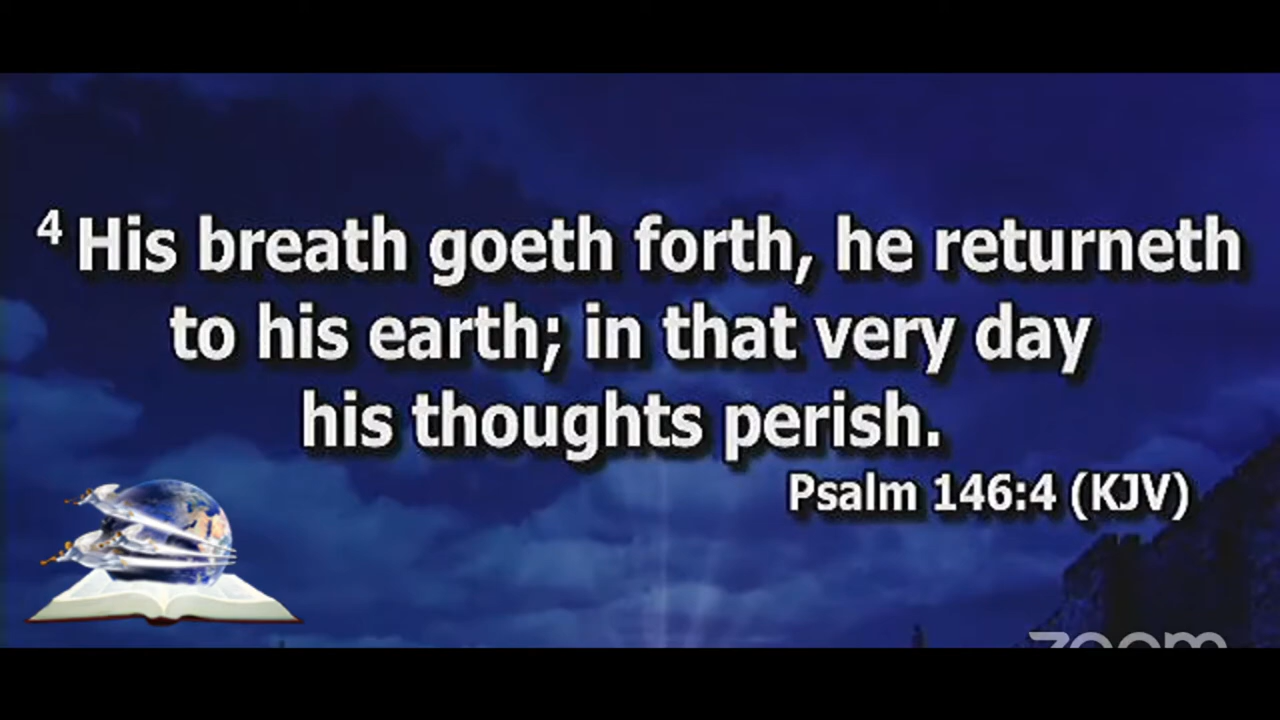 4 His breath goeth forth, he returneth
to his earth; in that very day
his thoughts perish.
Psalm 146:4 (KJV)
zoom